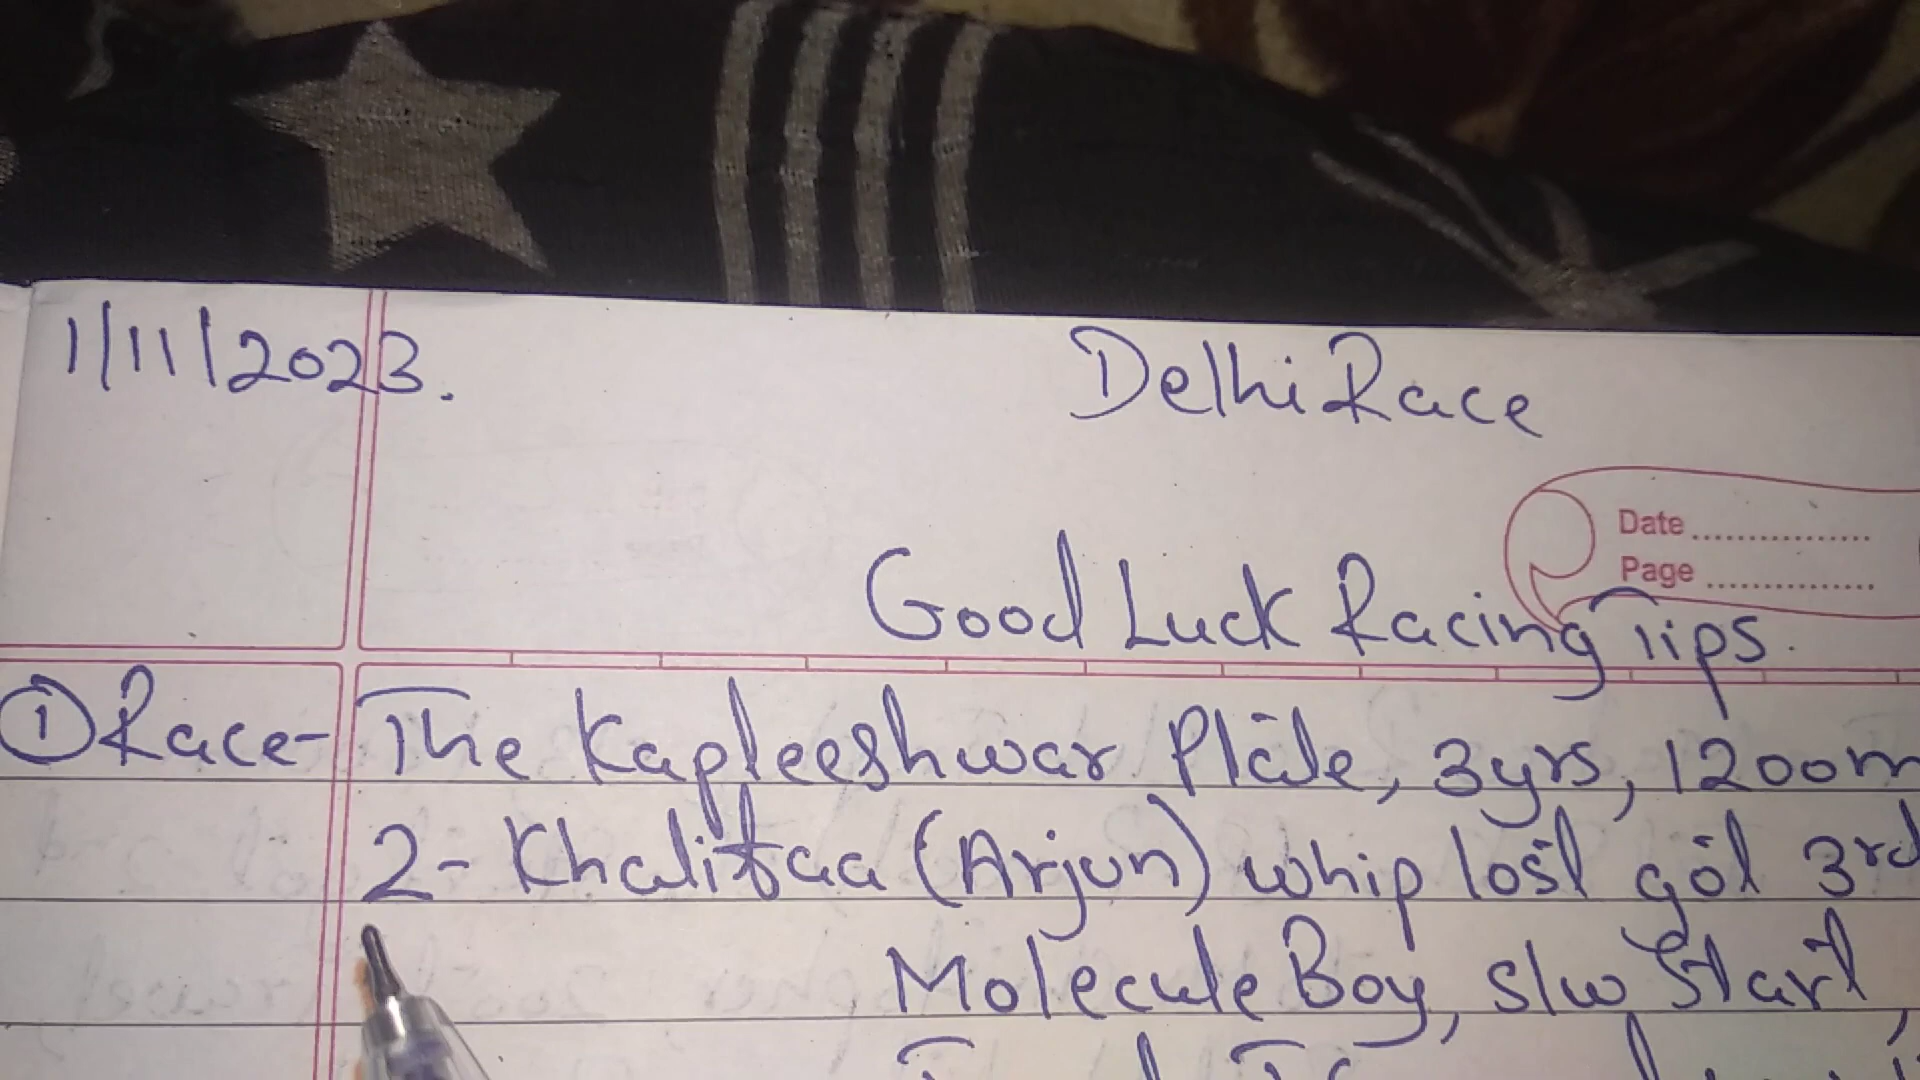 1/11/2023. Delhi Race
Date ................
Page ................
Good Luck Racing Tips.
① Race- The Kapleeshwar Plate, 3yrs, 1200m
2- Khalifaa (Arjun) whip lost got 3rd
Molecule Boy, slw Start,